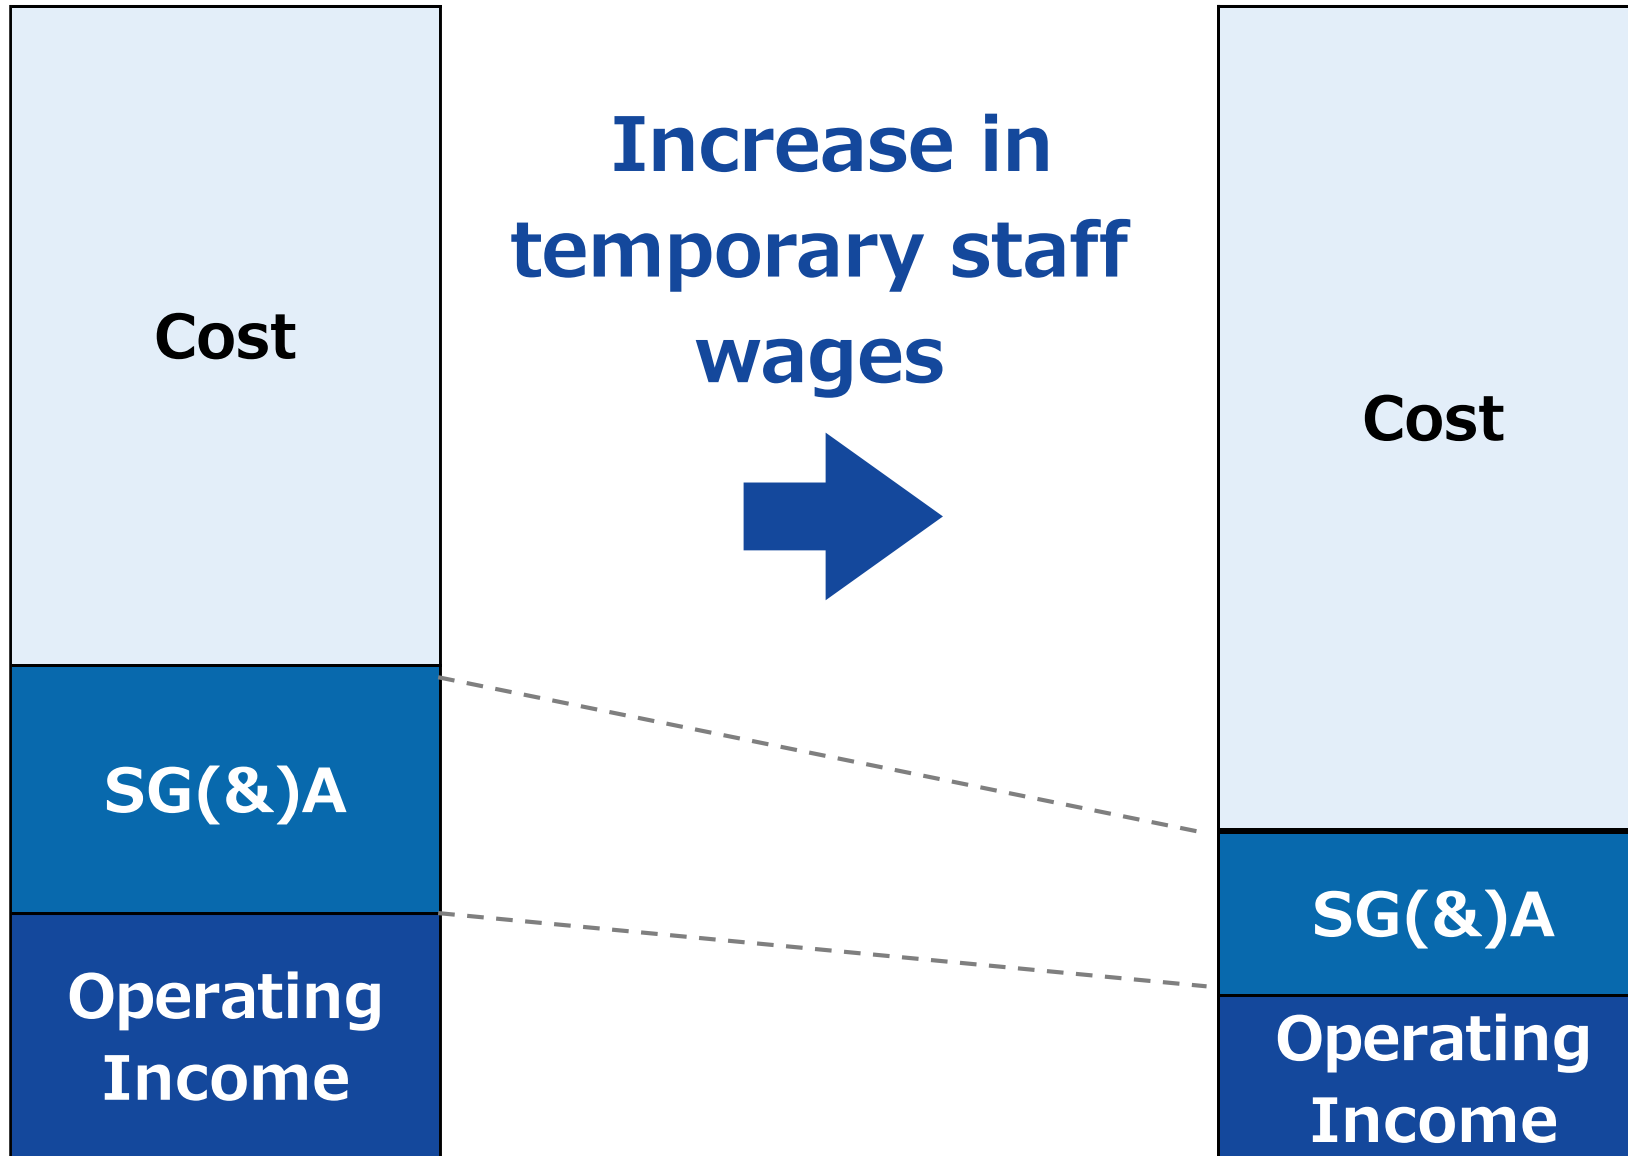 Cost
SG(&)A
Operating
Income
Increase in
temporary staff
wages
Cost
SG(&)A
Operating
Income